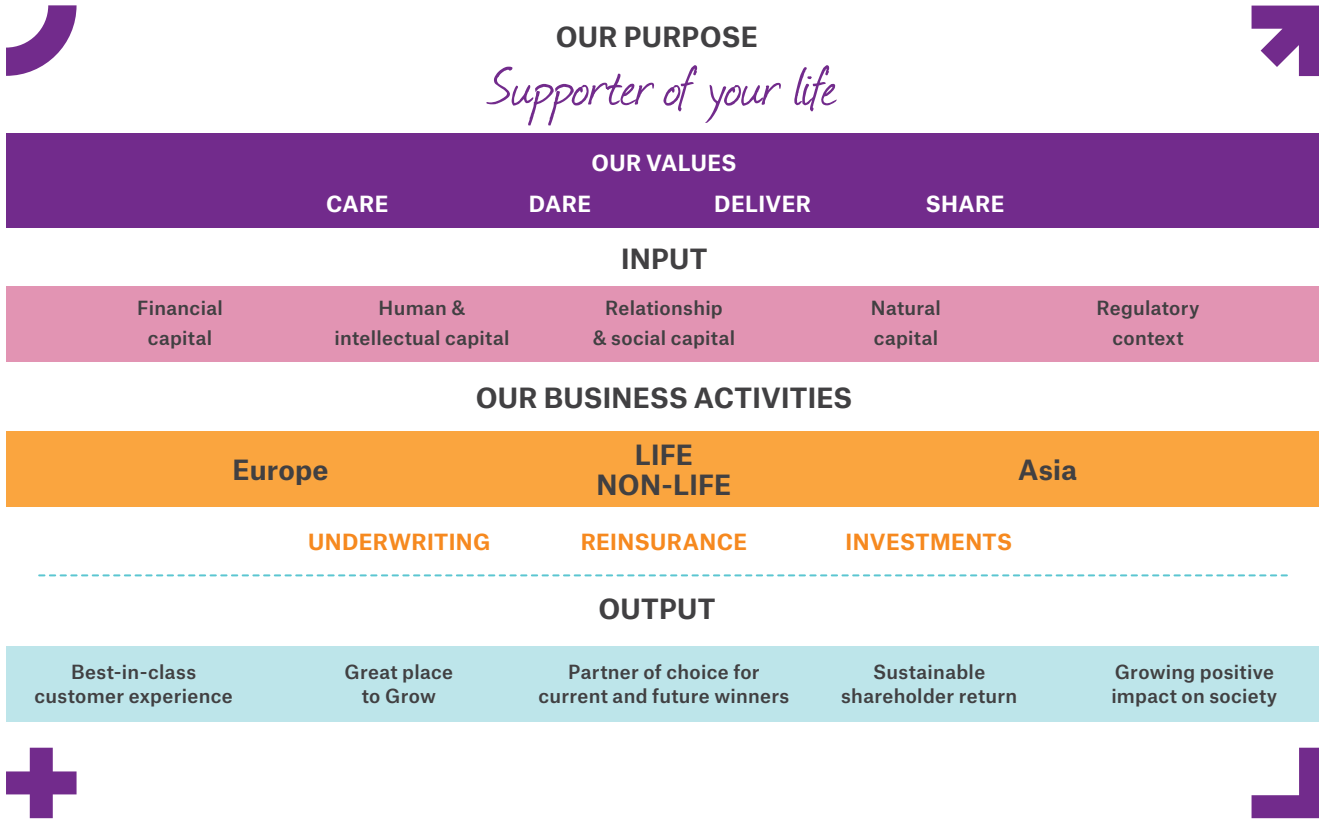 OUR PURPOSE
Supporter of your life
OUR VALUES
CARE DARE DELIVER SHARE
INPUT
Financial capital
Human & intellectual capital
Relationship & social capital
Natural capital
Regulatory context
OUR BUSINESS ACTIVITIES
Europe
LIFE
NON-LIFE
Asia
UNDERWRITING REINSURANCE INVESTMENTS
OUTPUT
Best-in-class
customer experience
Great place
to Grow
Partner of choice for
current and future winners
Sustainable
shareholder return
Growing positive
impact on society